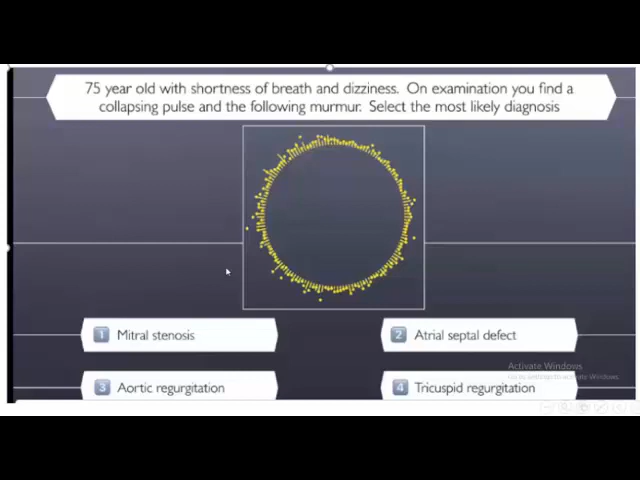 75 year old with shortness of breath and dizziness. On examination you find a
collapsing pulse and the following murmur. Select the most likely diagnosis
1 Mitral stenosis
2 Atrial septal defect
Activate Windows
3 Aortic regurgitation
4 Tricuspid regurgitation